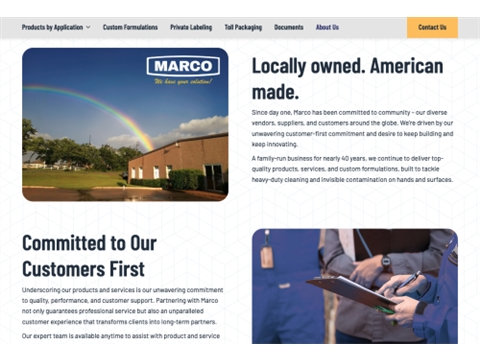 Products by Application
Custom Formulations
Private Labeling
Toll Packaging
Documents
About Us
Contact Us
MARCO
We have your solution!
Locally owned. American
made.
Since day one, Marco has been committed to community - our diverse
vendors, suppliers, and customers around the globe. We're driven by our
unwavering customer-first commitment and desire to keep building and
keep innovating.
A family-run business for nearly 40 years, we continue to deliver top-
quality products, services, and custom formulations, built to tackle
heavy-duty cleaning and invisible contamination on hands and surfaces.
Committed to Our
Customers First
Underscoring our products and services is our unwavering commitment
to quality, performance, and customer support. Partnering with Marco
not only guarantees professional service but also an unparalleled
customer experience that transforms clients into long-term partners.
Our expert team is available anytime to assist with product and service